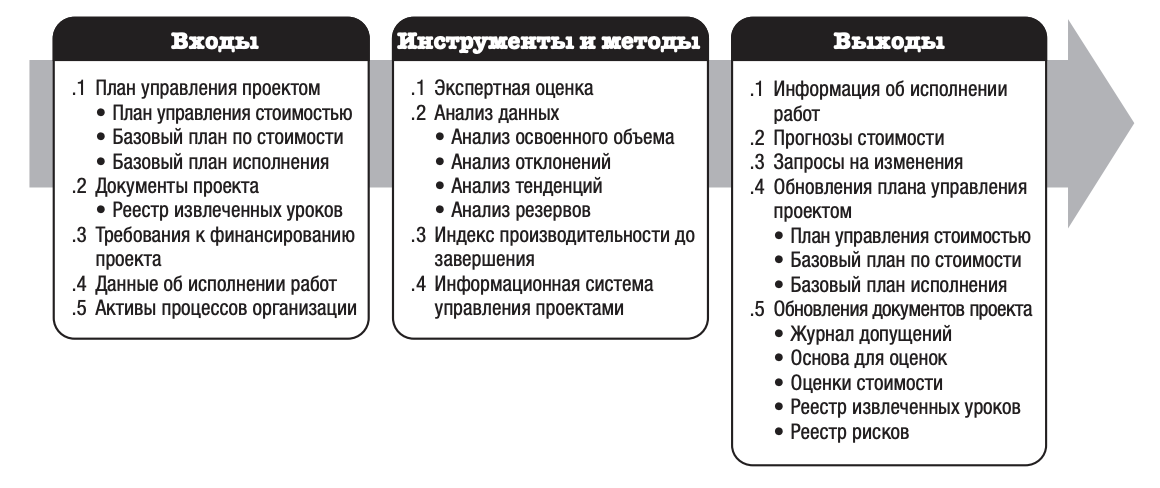 Входы
.1 План управления проектом
• План управления стоимостью
• Базовый план по стоимости
• Базовый план исполнения
.2 Документы проекта
• Реестр извлеченных уроков
.3 Требования к финансированию
проекта
.4 Данные об исполнении работ
.5 Активы процессов организации
Инструменты и методы
.1 Экспертная оценка
.2 Анализ данных
• Анализ освоенного объема
• Анализ отклонений
• Анализ тенденций
• Анализ резервов
.3 Индекс производительности до
завершения
.4 Информационная система
управления проектами
Выходы
.1 Информация об исполнении
работ
.2 Прогнозы стоимости
.3 Запросы на изменения
.4 Обновления плана управления
проектом
• План управления стоимостью
• Базовый план по стоимости
• Базовый план исполнения
.5 Обновления документов проекта
• Журнал допущений
• Основа для оценок
• Оценки стоимости
• Реестр извлеченных уроков
• Реестр рисков